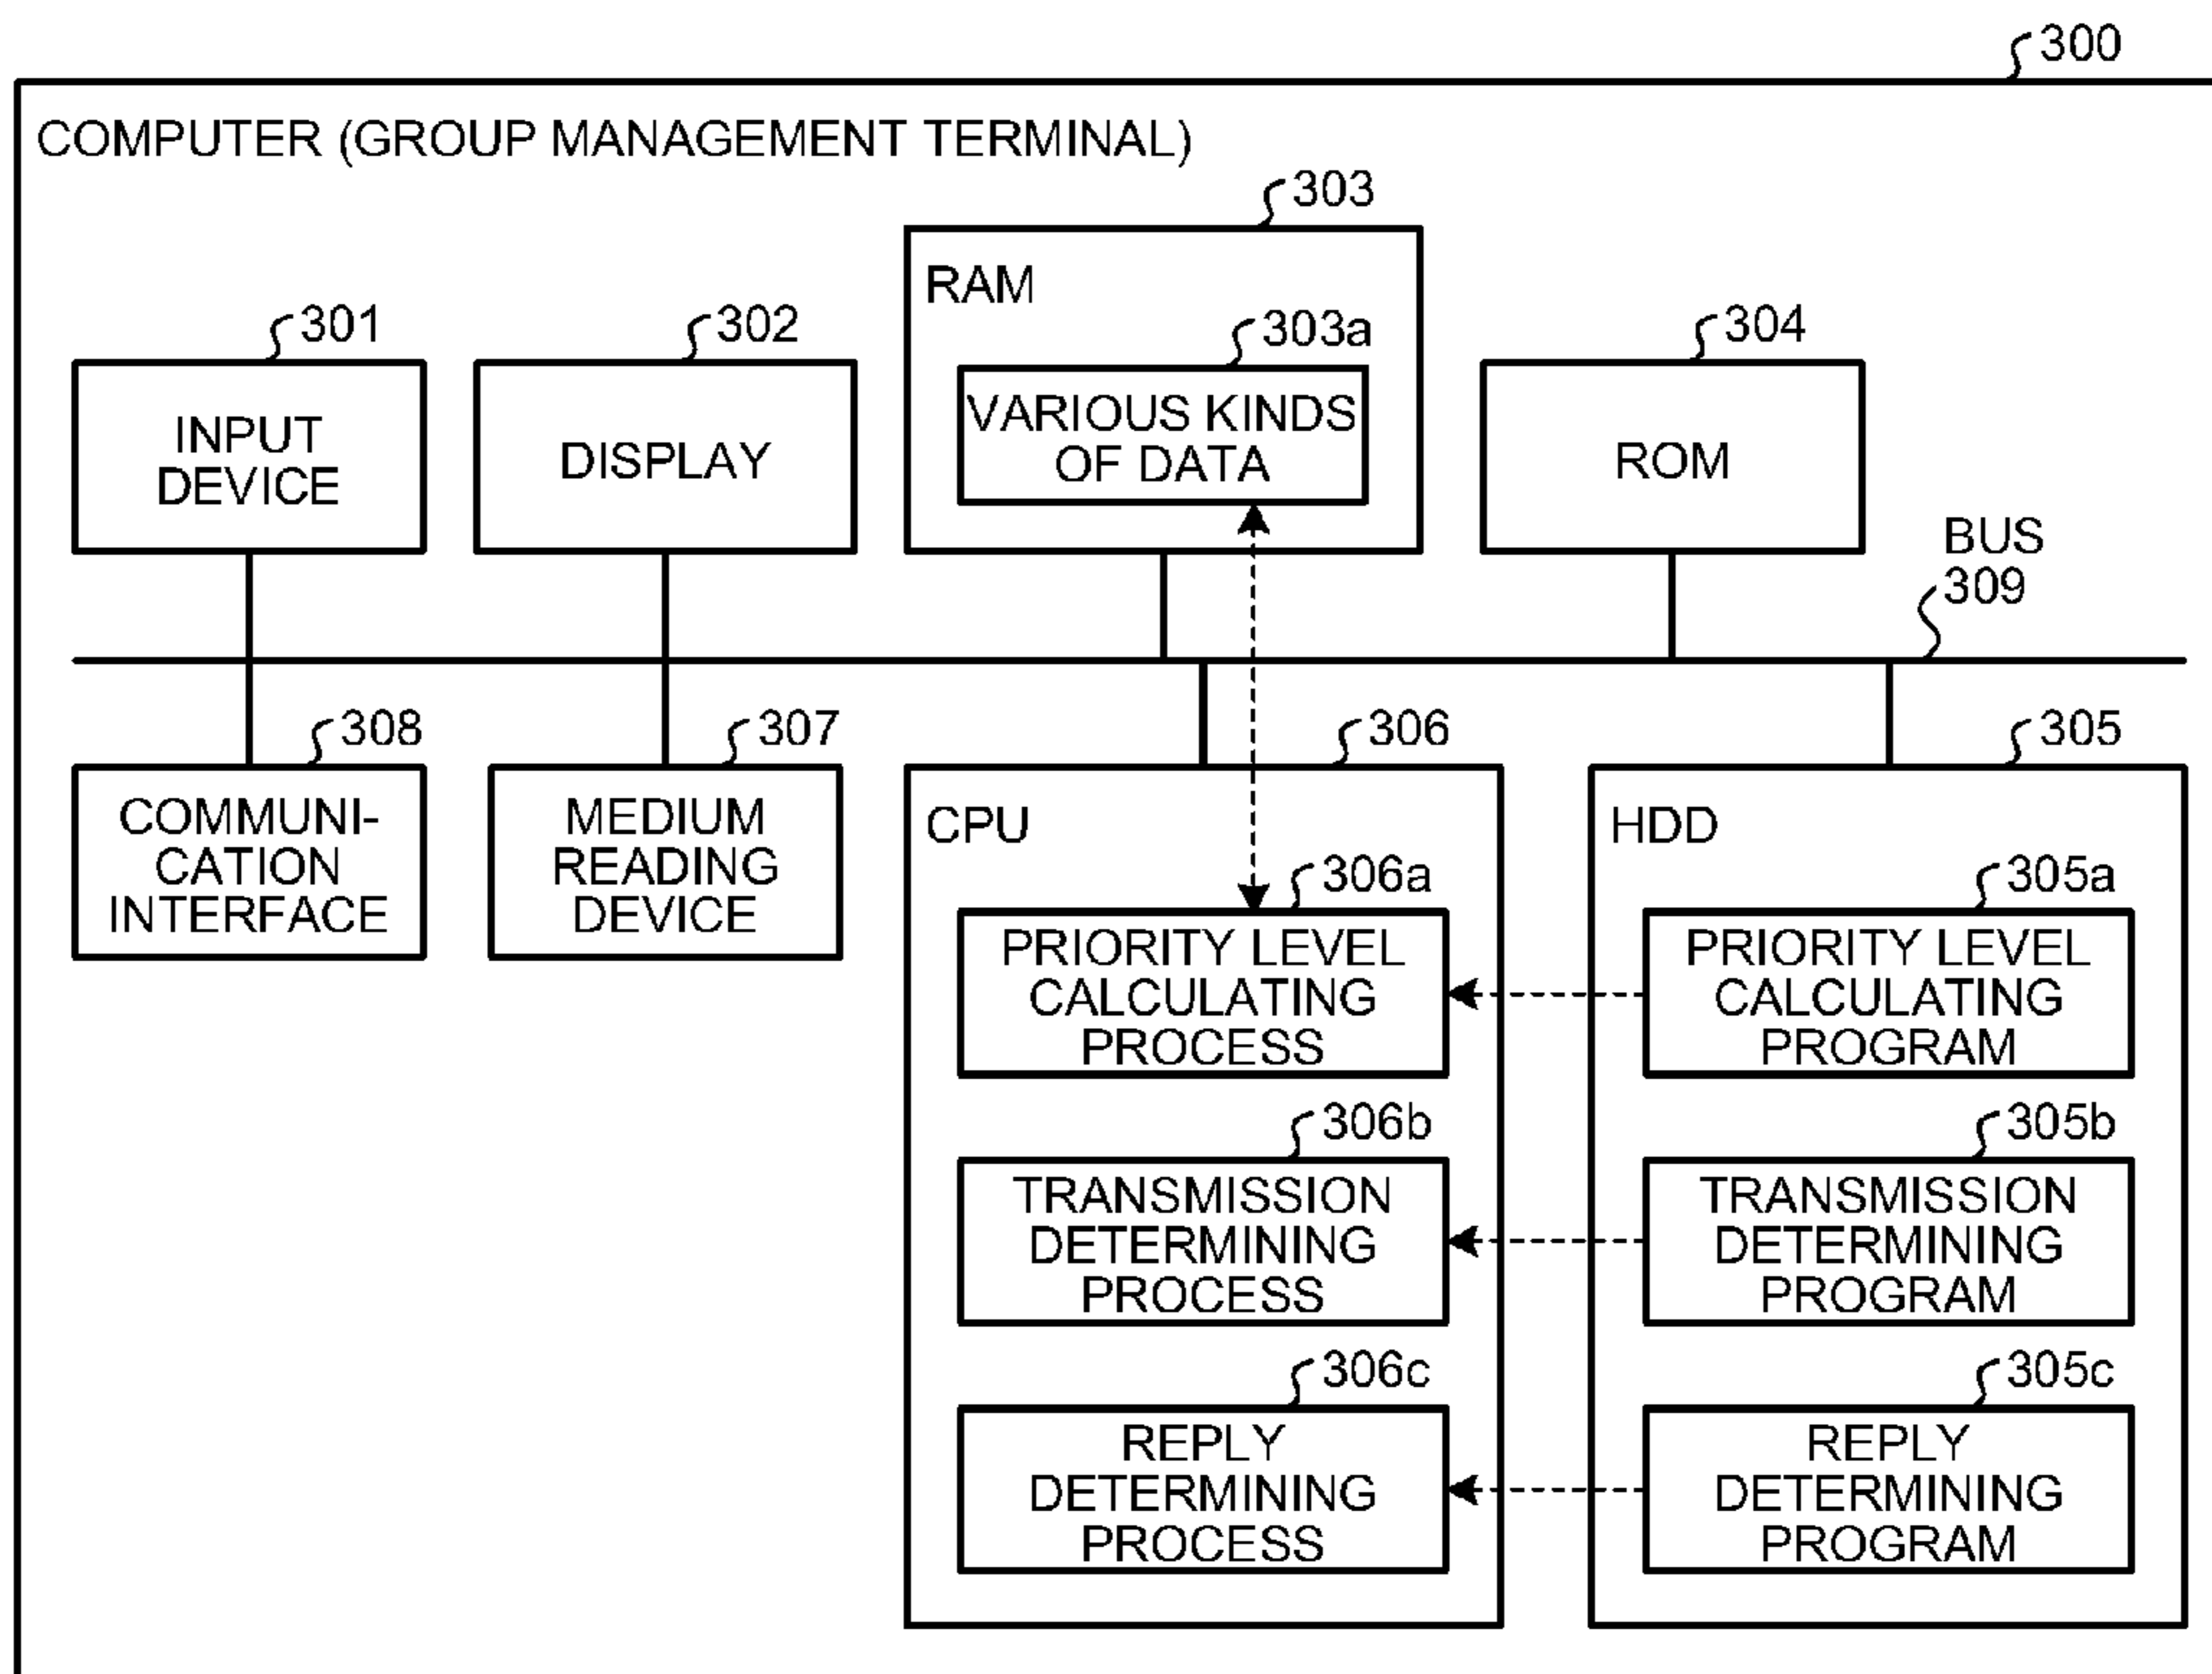 300
COMPUTER (GROUP MANAGEMENT TERMINAL)
303
RAM
301
302
303a
304
INPUT
DEVICE
DISPLAY
VARIOUS KINDS
OF DATA
ROM
BUS
309
308
307
306
305
COMMUNI-
CATION
INTERFACE
MEDIUM
READING
DEVICE
CPU
HDD
306a
305a
PRIORITY LEVEL
CALCULATING
PROCESS
PRIORITY LEVEL
CALCULATING
PROGRAM
306b
305b
TRANSMISSION
DETERMINING
PROCESS
TRANSMISSION
DETERMINING
PROGRAM
306c
305c
REPLY
DETERMINING
PROCESS
REPLY
DETERMINING
PROGRAM